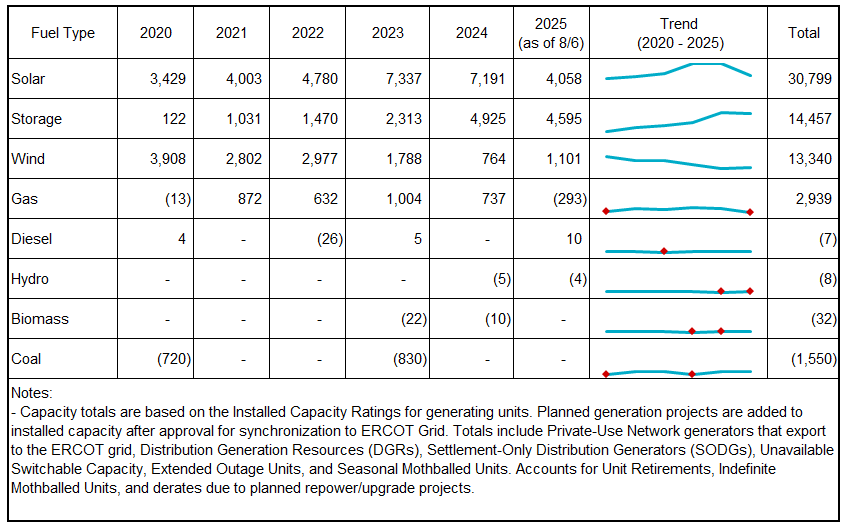 Fuel Type 2020 2021 2022 2023 2024 2025 (as of 8/6) Trend (2020 - 2025) Total
Solar 3,429 4,003 4,780 7,337 7,191 4,058 30,799
Storage 122 1,031 1,470 2,313 4,925 4,595 14,457
Wind 3,908 2,802 2,977 1,788 764 1,101 13,340
Gas (13) 872 632 1,004 737 (293) 2,939
Diesel 4 - (26) 5 - 10 (7)
Hydro - - - - (5) (4) (8)
Biomass - - - (22) (10) - (32)
Coal (720) - - (830) - - (1,550)
Notes:
- Capacity totals are based on the Installed Capacity Ratings for generating units. Planned generation projects are added to
installed capacity after approval for synchronization to ERCOT Grid. Totals include Private-Use Network generators that export
to the ERCOT grid, Distribution Generation Resources (DGRs), Settlement-Only Distribution Generators (SODGs), Unavailable
Switchable Capacity, Extended Outage Units, and Seasonal Mothballed Units. Accounts for Unit Retirements, Indefinite
Mothballed Units, and derates due to planned repower/upgrade projects.